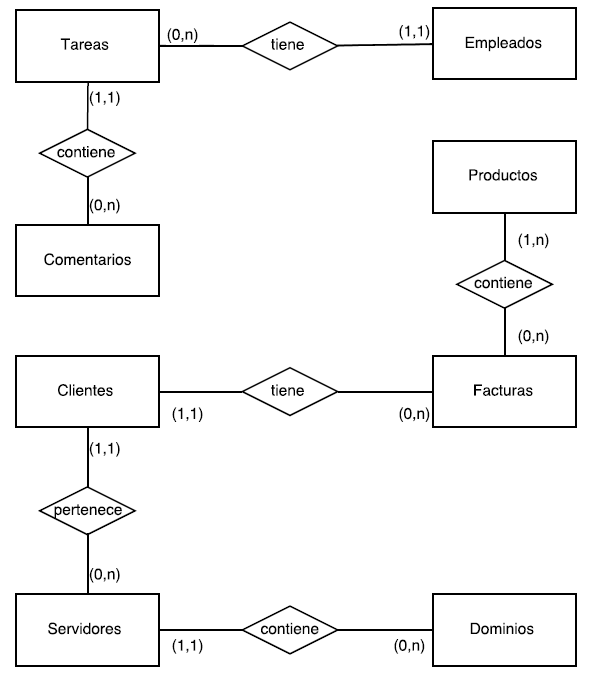 Tareas
(0,n)
tiene
(1,1)
Empleados
(1,1)
contiene
(0,n)
Comentarios
Productos
(1,n)
contiene
(0,n)
Clientes
(1,1)
tiene
(0,n)
Facturas
(1,1)
pertenece
(0,n)
Servidores
(1,1)
contiene
(0,n)
Dominios